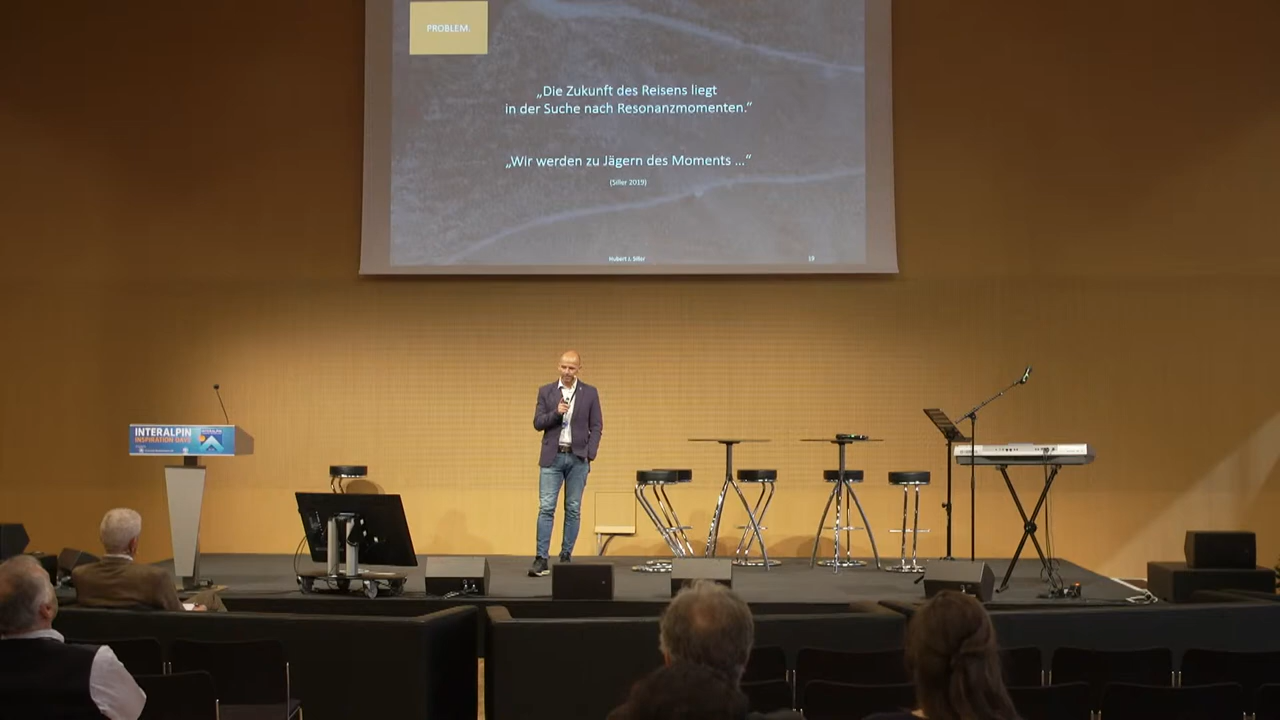 PROBLEM.
„Die Zukunft des Reisens liegt
in der Suche nach Resonanzmomenten.“
„Wir werden zu Jägern des Moments ...“
(Siller 2019)
Hubert J. Siller
19
INTERALPIN
INSPIRATION DAYS
INTERALPIN